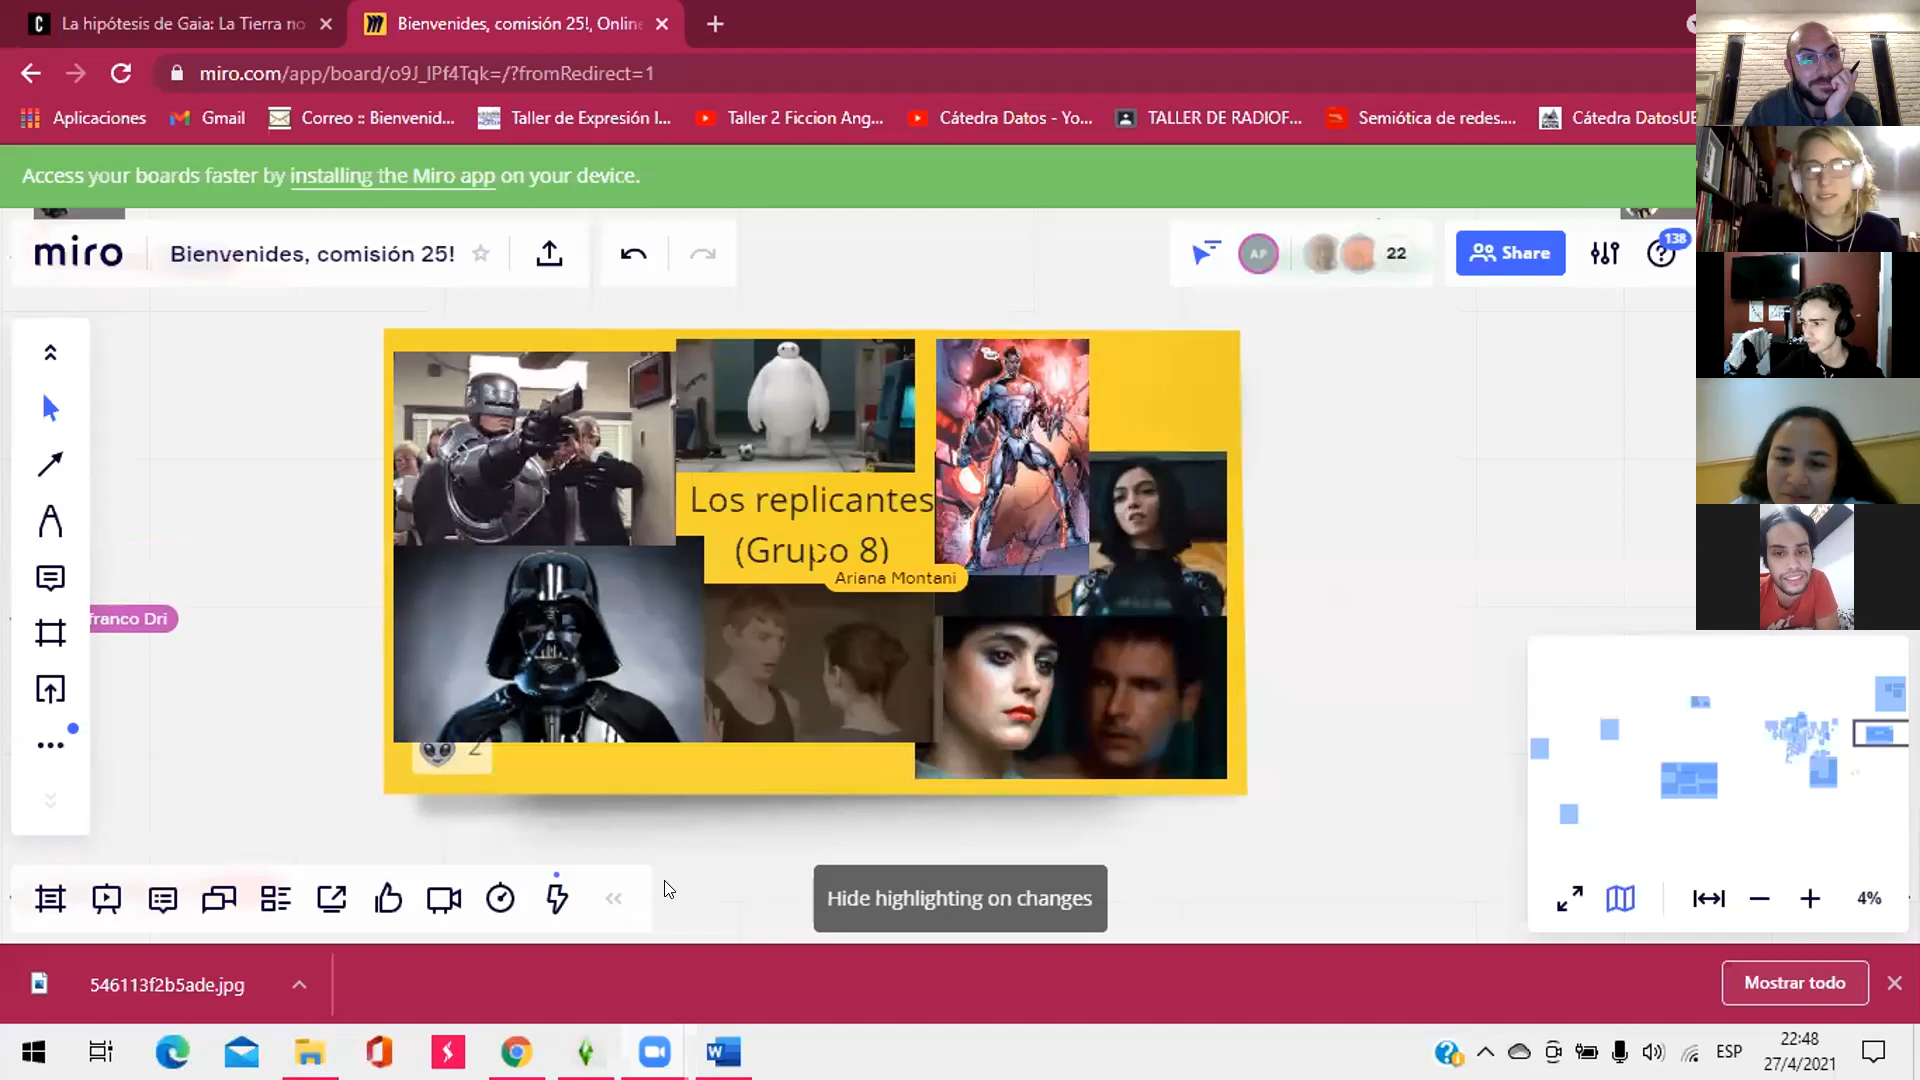 La hipótesis de Gaia: La Tierra no
Bienvenides, comisión 25!, Onlin
miro.com/app/board/o9J_lPf4Tqk=/?fromRedirect=1
Aplicaciones
Gmail
Correo :: Bienvenid...
Taller de Expresión I...
Taller 2 Ficcion Ang...
Cátedra Datos - Yo...
TALLER DE RADIOF...
Semiótica de redes....
Cátedra DatosUE
Access your boards faster by installing the Miro app on your device.
miro
Bienvenides, comisión 25!
AP
22
Share
138
Los replicantes
(Grupo 8)
Ariana Montani
franco Dri
2
Hide highlighting on changes
4%
546113f2b5ade.jpg
Mostrar todo
ESP
22:48
27/4/2021